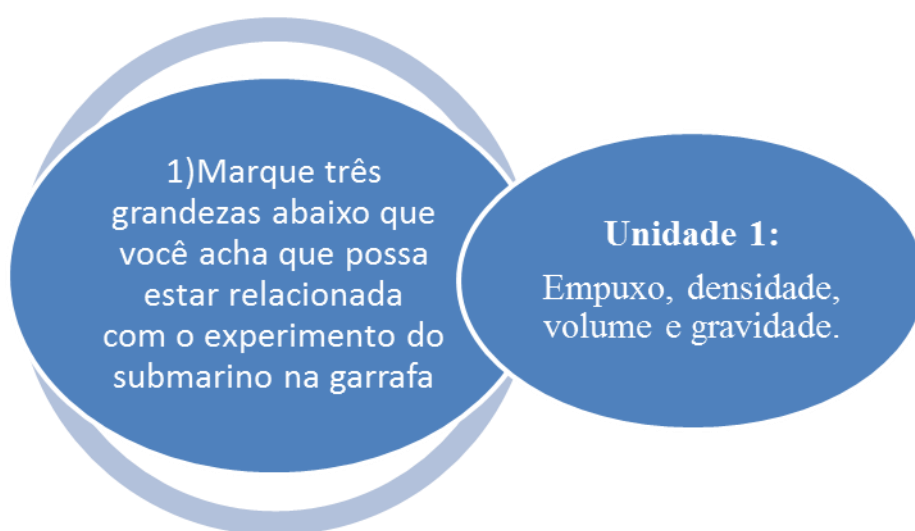 1)Marque três
grandezas abaixo que
você acha que possa
estar relacionada
com o experimento do
submarino na garrafa
Unidade 1:
Empuxo, densidade,
volume e gravidade.